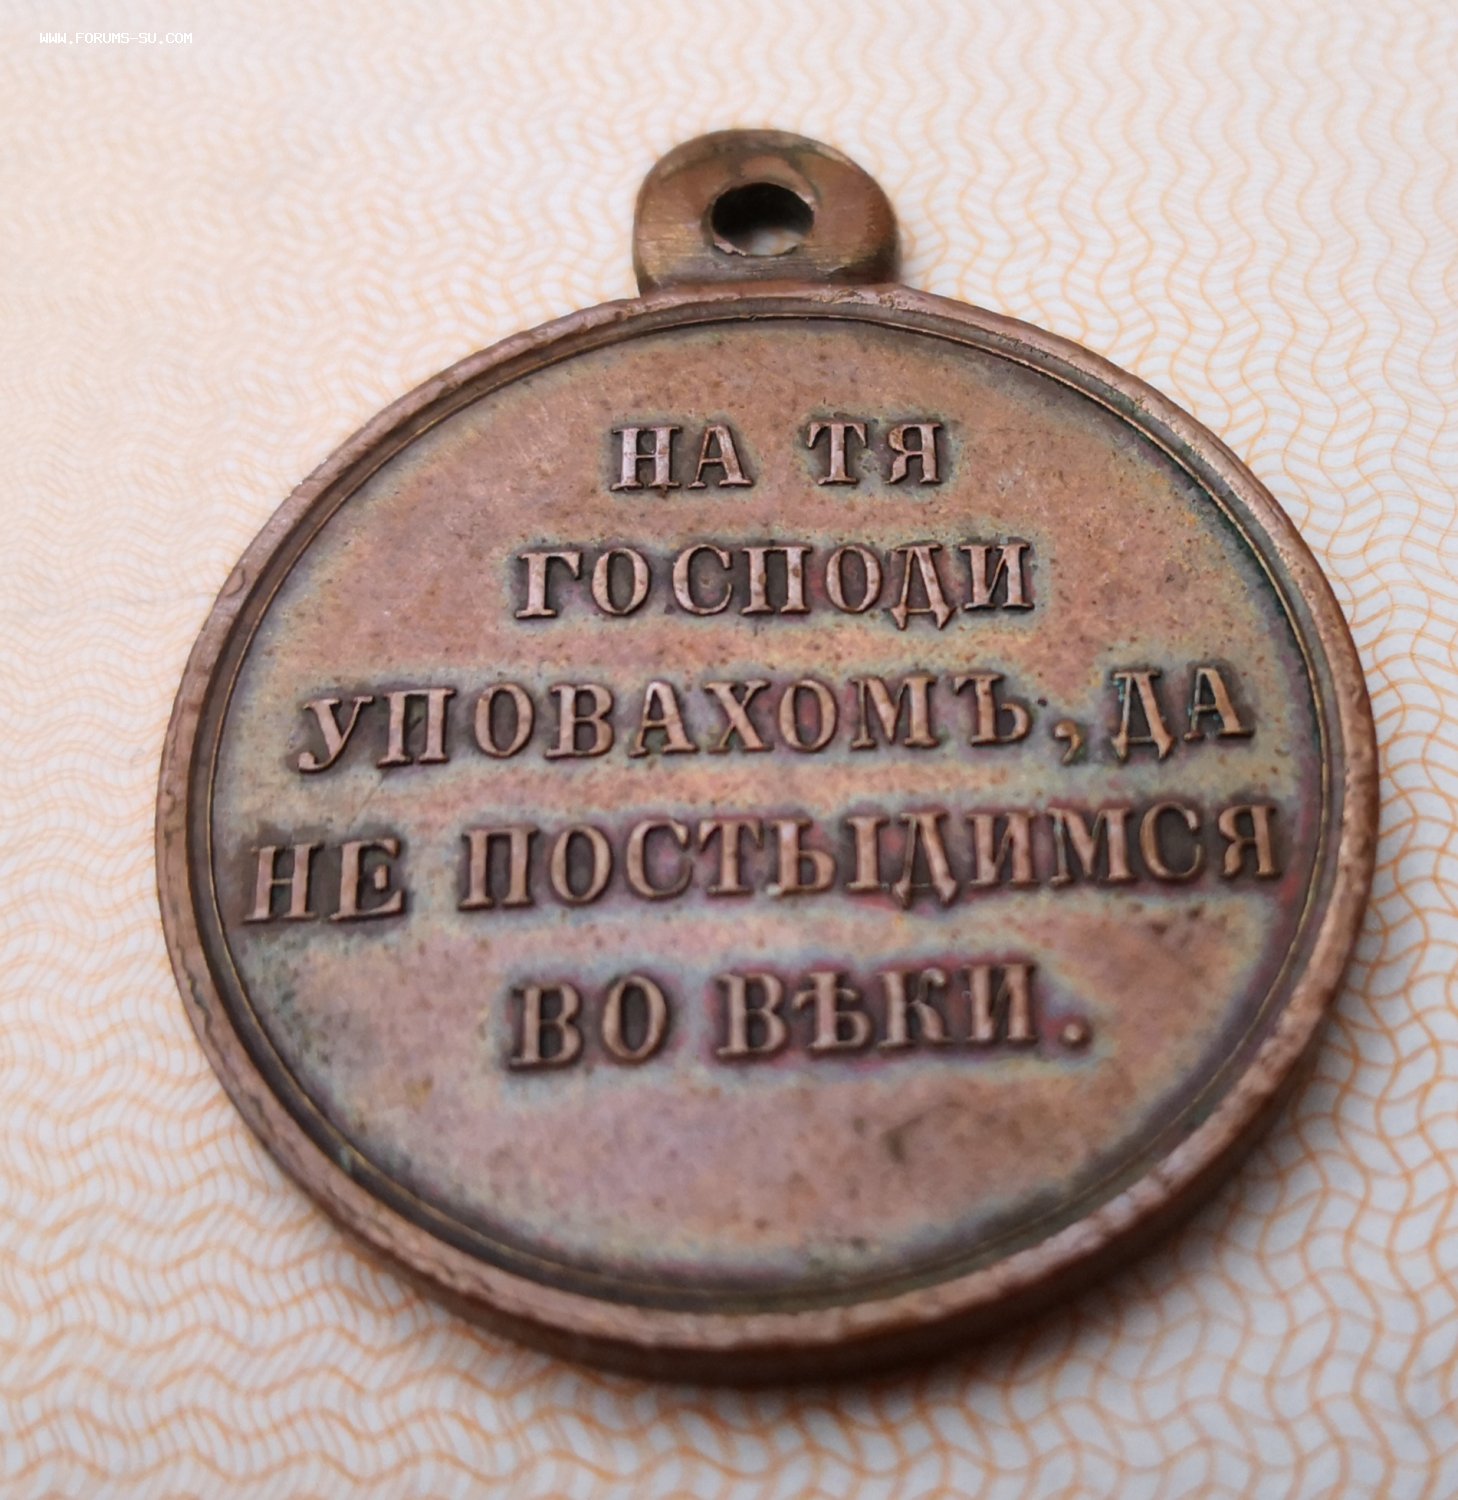 WWW.FORUMS-SU.COM
НА ТЯ
ГОСПОДИ
УПОВАХОМЪ, ДА
НЕ ПОСТЫДИМСЯ
ВО ВѢКИ.